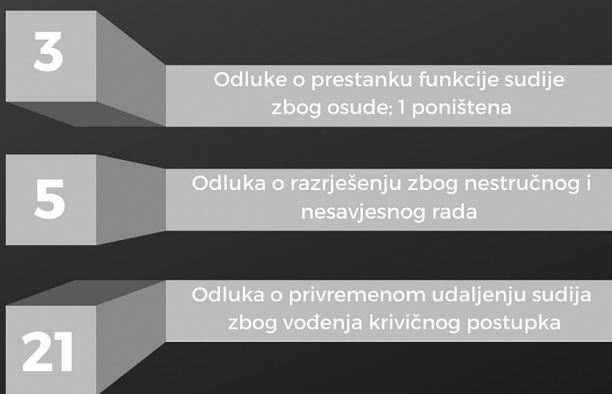 3
Odluke o prestanku funkcije sudije
zbog osude; 1 poništena
5
Odluka o razrješenju zbog nestručnog i
nesavjesnog rada
21
Odluka o privremenom udaljenju sudija
zbog vođenja krivičnog postupka